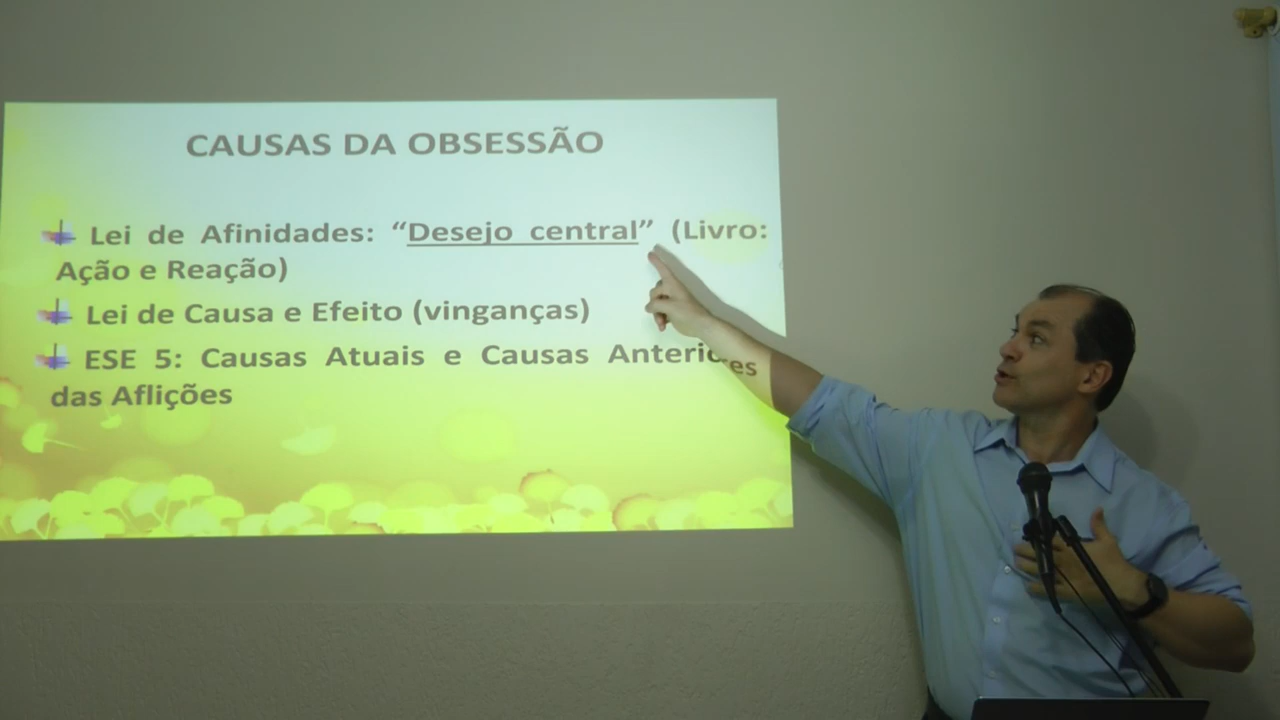 CAUSAS DA OBSESSÃO
Lei de Afinidades: “Desejo central” (Livro:
Ação e Reação)
Lei de Causa e Efeito (vinganças)
ESE 5: Causas Atuais e Causas Anteriores
das Aflições